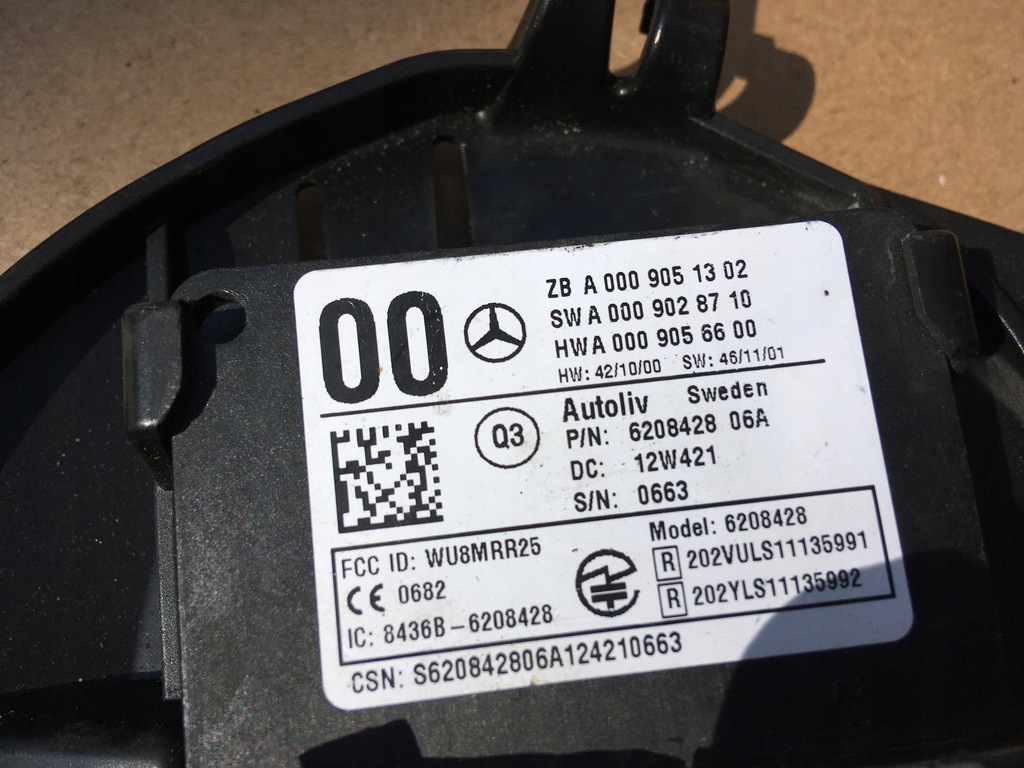 00
ZB A 000 905 13 02
SW A 000 902 87 10
HW A 000 905 66 00
HW: 42/10/00 SW: 46/11/01
Q3
Autoliv Sweden
P/N: 6208428 06A
DC: 12W421
S/N: 0663
FCC ID: WU8MRR25
CE 0682
IC: 8436B-6208428
Model: 6208428
R 202VULS11135991
R 202YLS11135992
CSN: S620842806A124210663